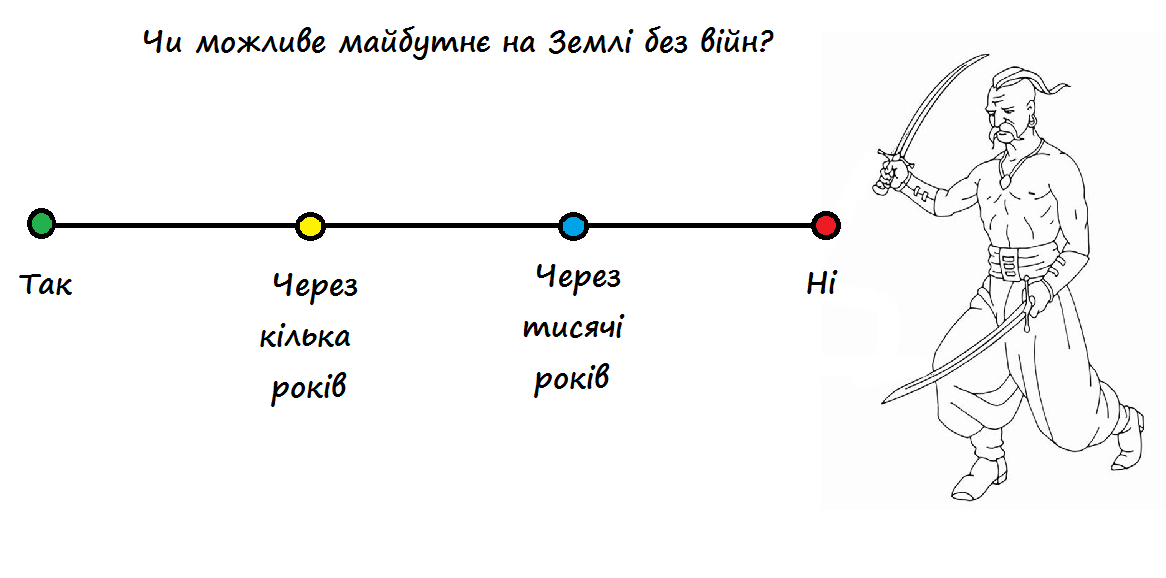 Чи можливе майбутнє на Землі без війн?
Так
Через
кілька
років
Через
тисячі
років
Ні